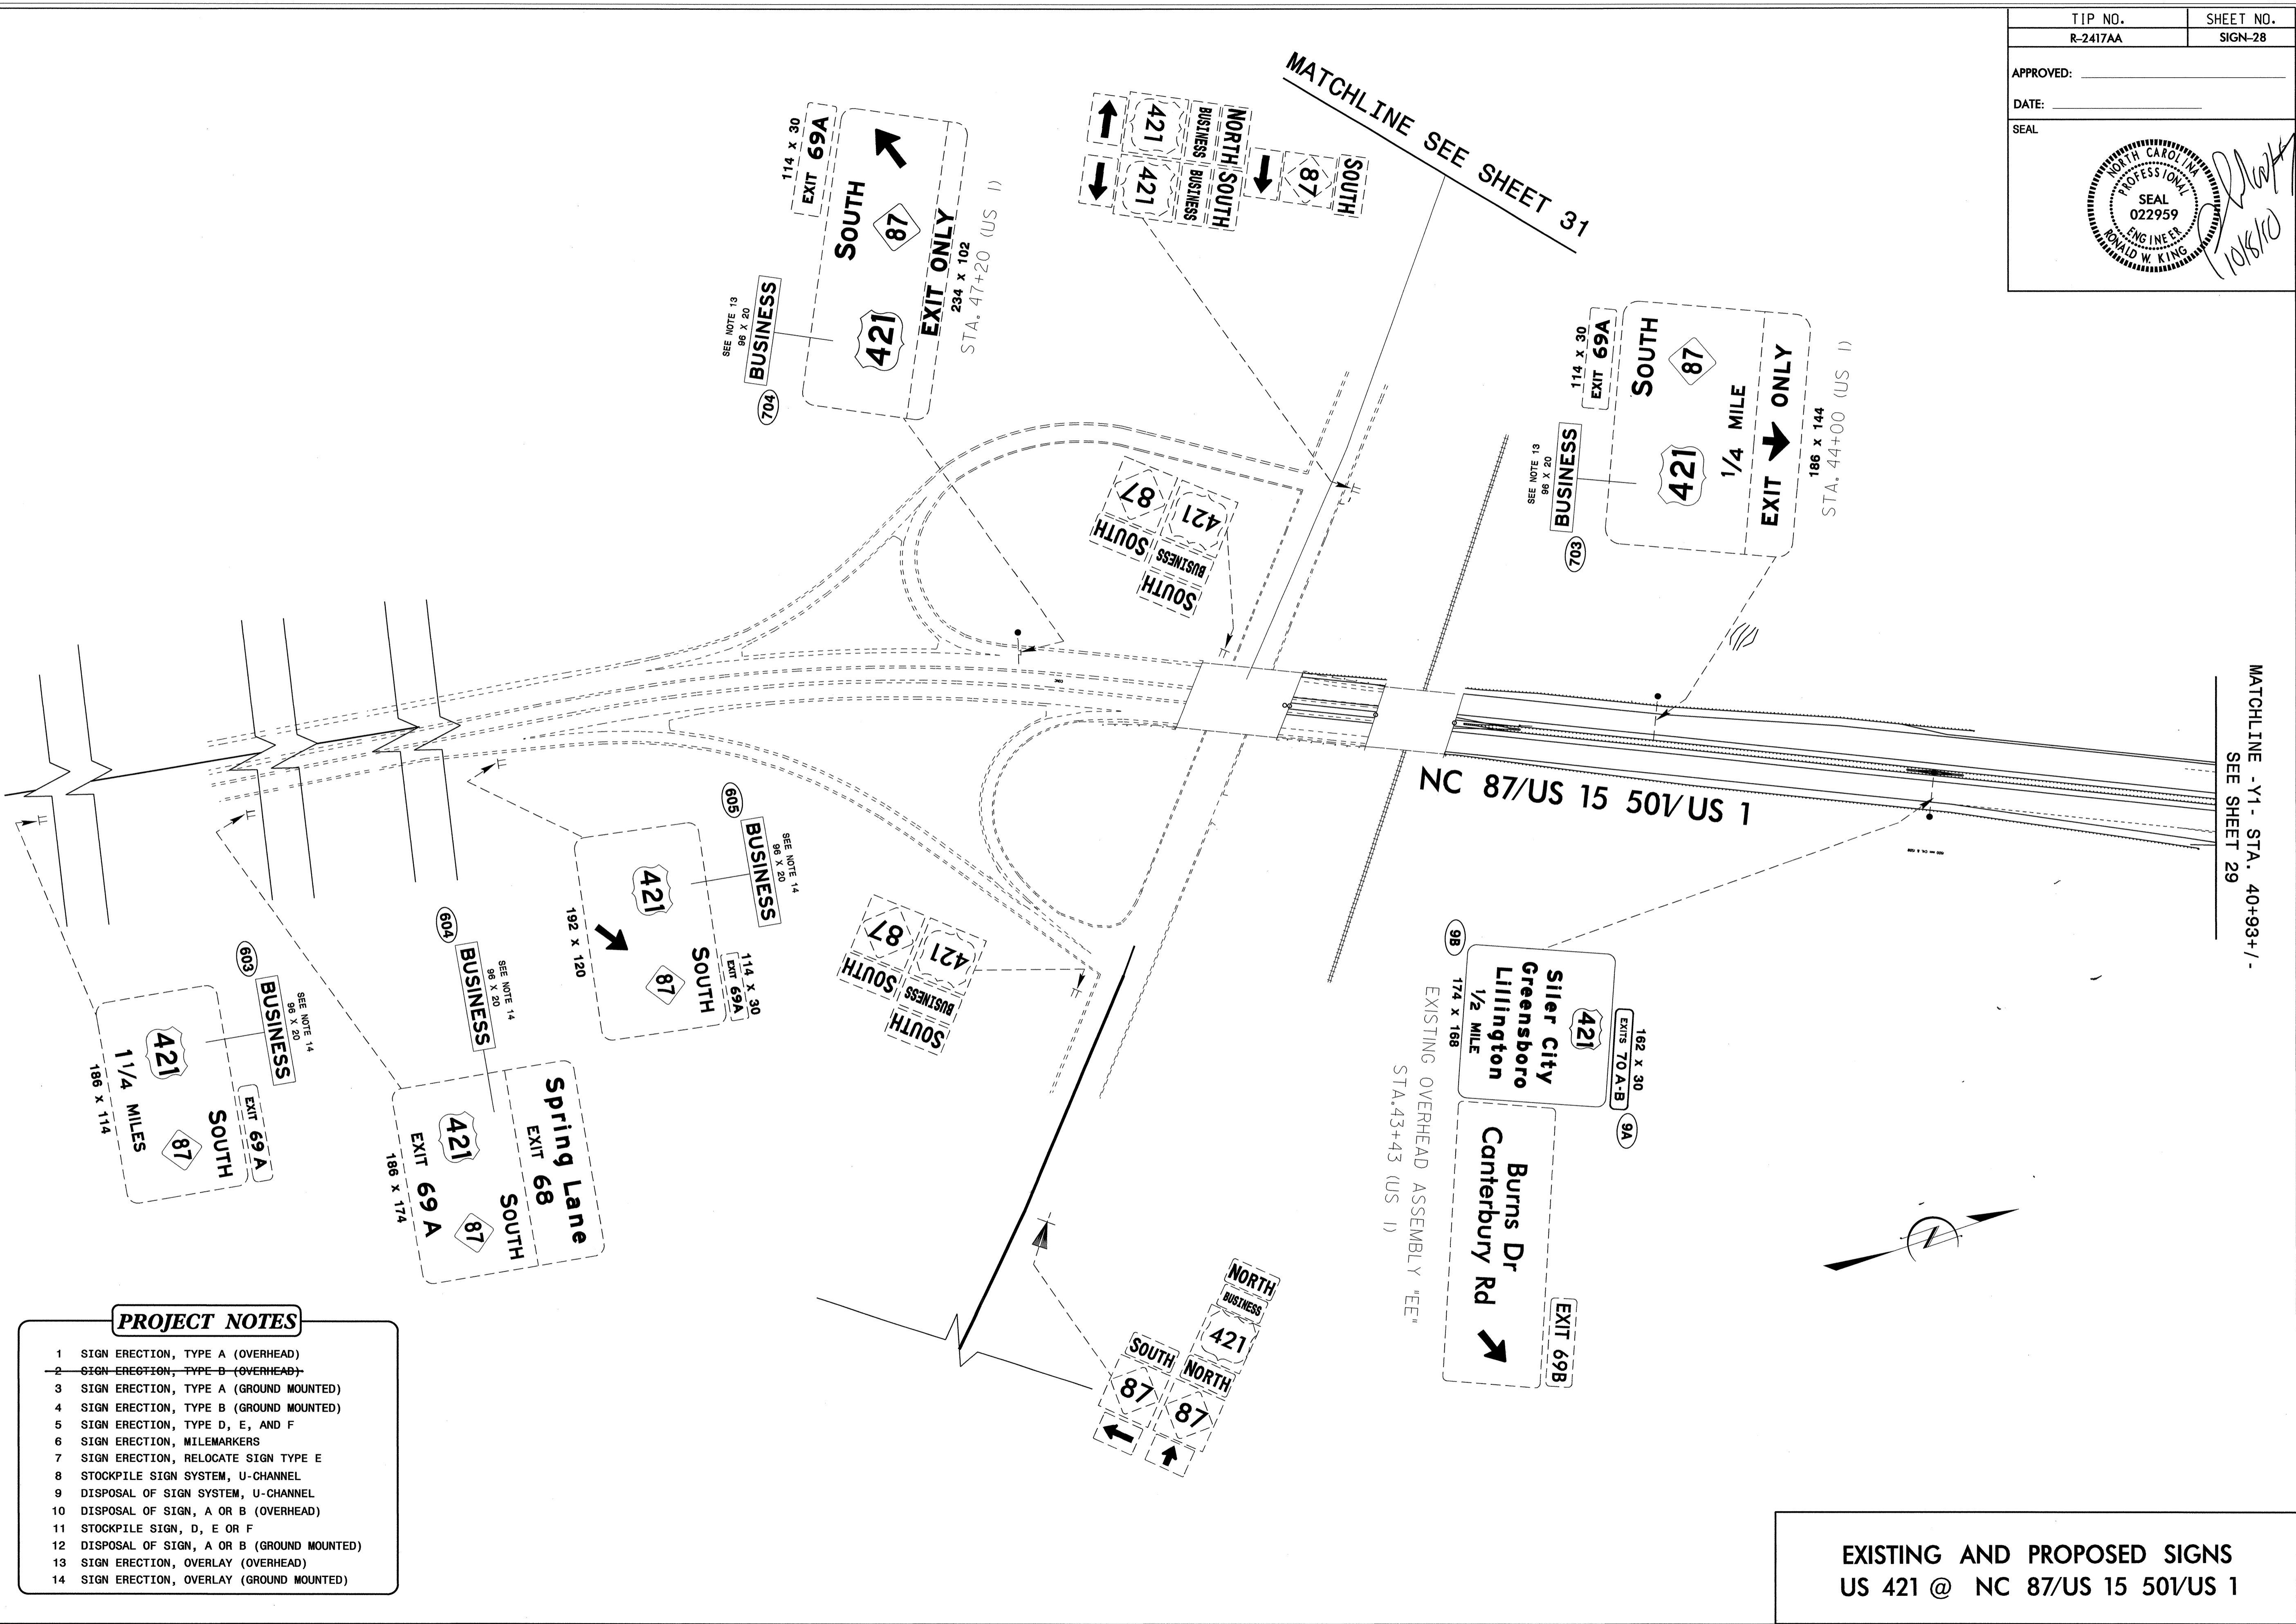 TIP NO.
SHEET NO.
R-2417AA
SIGN-28
APPROVED:
DATE:
SEAL
NORTH CAROLINA
PROFESSIONAL
SEAL
022959
ENGINEER
RONALD W. KING
10/8/10
MATCHLINE SEE SHEET 31
114 X 30
EXIT 69A
SOUTH
87
421
EXIT ONLY
234 X 102
STA. 47+20 (US 1)
SEE NOTE 13
96 X 20
BUSINESS
704
NORTH
BUSINESS
421
SOUTH
BUSINESS
421
SOUTH
87
114 X 30
EXIT 69A
SOUTH
87
421
1/4 MILE
EXIT ONLY
186 X 144
STA. 44+00 (US 1)
SEE NOTE 13
96 X 20
BUSINESS
703
SOUTH
87
SOUTH
BUSINESS
421
MATCHLINE -Y1- STA. 40+93+/-
SEE SHEET 29
NC 87/US 15 501/US 1
605
SEE NOTE 14
96 X 20
BUSINESS
421
SOUTH
87
114 X 30
EXIT 69A
192 X 120
604
SEE NOTE 14
96 X 20
BUSINESS
Spring Lane
EXIT 68
421
SOUTH
87
EXIT 69 A
186 X 174
603
SEE NOTE 14
96 X 20
BUSINESS
EXIT 69 A
421
SOUTH
87
1 1/4 MILES
186 X 114
SOUTH
87
SOUTH
BUSINESS
421
9B
162 X 30
EXITS 70 A-B
9A
421
Siler City
Greensboro
Lillington
1/2 MILE
174 X 168
EXIT 69B
Burns Dr
Canterbury Rd
EXISTING OVERHEAD ASSEMBLY "EE"
STA.43+43 (US 1)
NORTH
BUSINESS
421
SOUTH
87
NORTH
87
PROJECT NOTES
1 SIGN ERECTION, TYPE A (OVERHEAD)
2 SIGN ERECTION, TYPE B (OVERHEAD)
3 SIGN ERECTION, TYPE A (GROUND MOUNTED)
4 SIGN ERECTION, TYPE B (GROUND MOUNTED)
5 SIGN ERECTION, TYPE D, E, AND F
6 SIGN ERECTION, MILEMARKERS
7 SIGN ERECTION, RELOCATE SIGN TYPE E
8 STOCKPILE SIGN SYSTEM, U-CHANNEL
9 DISPOSAL OF SIGN SYSTEM, U-CHANNEL
10 DISPOSAL OF SIGN, A OR B (OVERHEAD)
11 STOCKPILE SIGN, D, E OR F
12 DISPOSAL OF SIGN, A OR B (GROUND MOUNTED)
13 SIGN ERECTION, OVERLAY (OVERHEAD)
14 SIGN ERECTION, OVERLAY (GROUND MOUNTED)
EXISTING AND PROPOSED SIGNS
US 421 @ NC 87/US 15 501/US 1